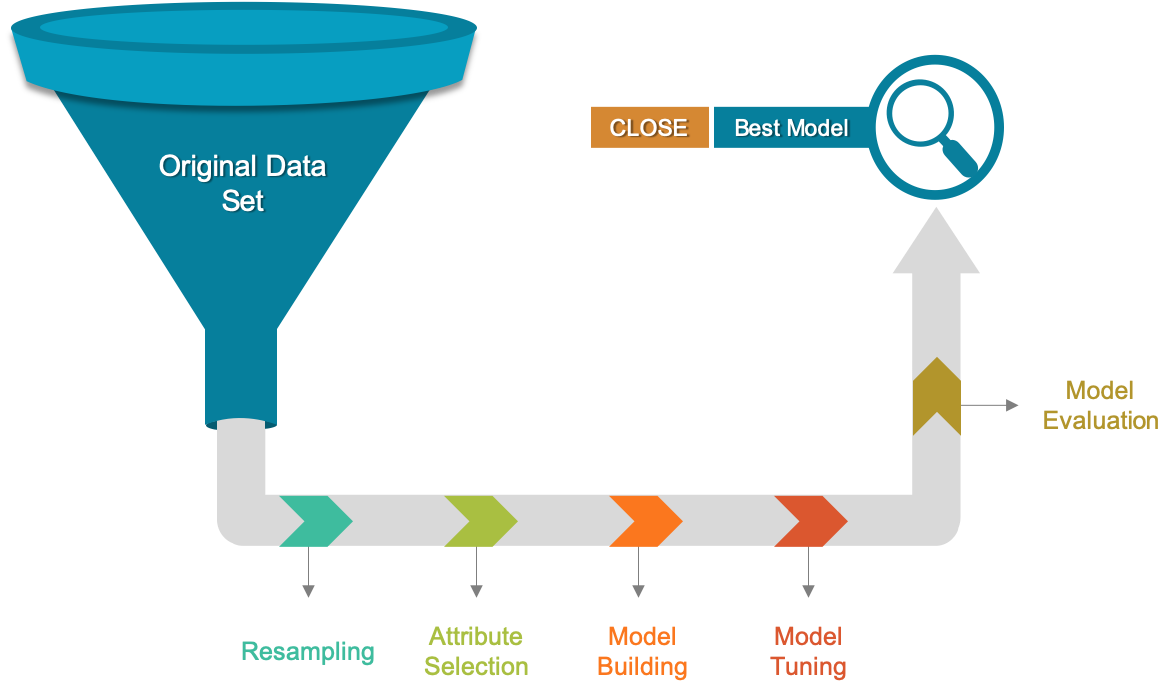 Original Data
Set
CLOSE
Best Model
Model
Evaluation
Resampling
Attribute
Selection
Model
Building
Model
Tuning